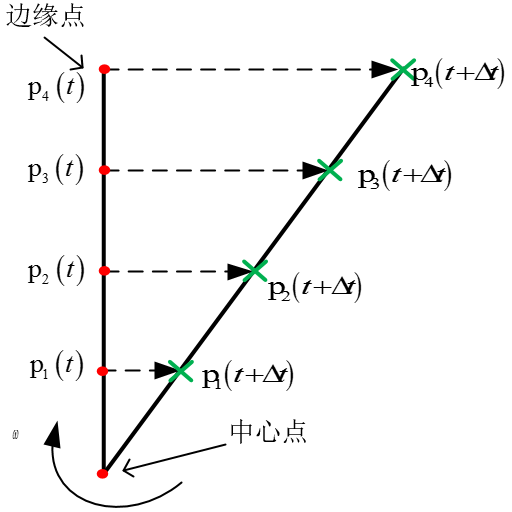 边缘点
p₄(t)
p₄(t+Δt)
p₃(t)
p₃(t+Δt)
p₂(t)
p₂(t+Δt)
p₁(t)
p₁(t+Δt)
ω
中心点